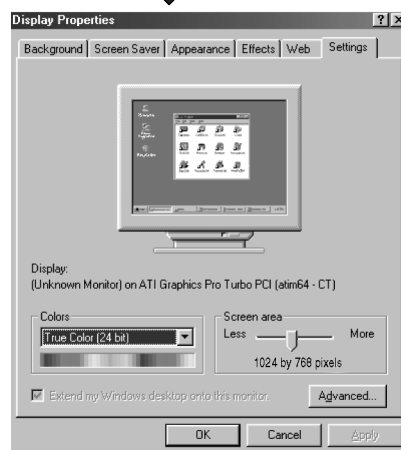 Display Properties
Background Screen Saver Appearance Effects Web Settings
Display:
(Unknown Monitor) on ATI Graphics Pro Turbo PCI (atim64 - CT)
Colors
True Color (24 bit)
Screen area
Less More
1024 by 768 pixels
Extend my Windows desktop onto this monitor.
Advanced...
OK Cancel Apply